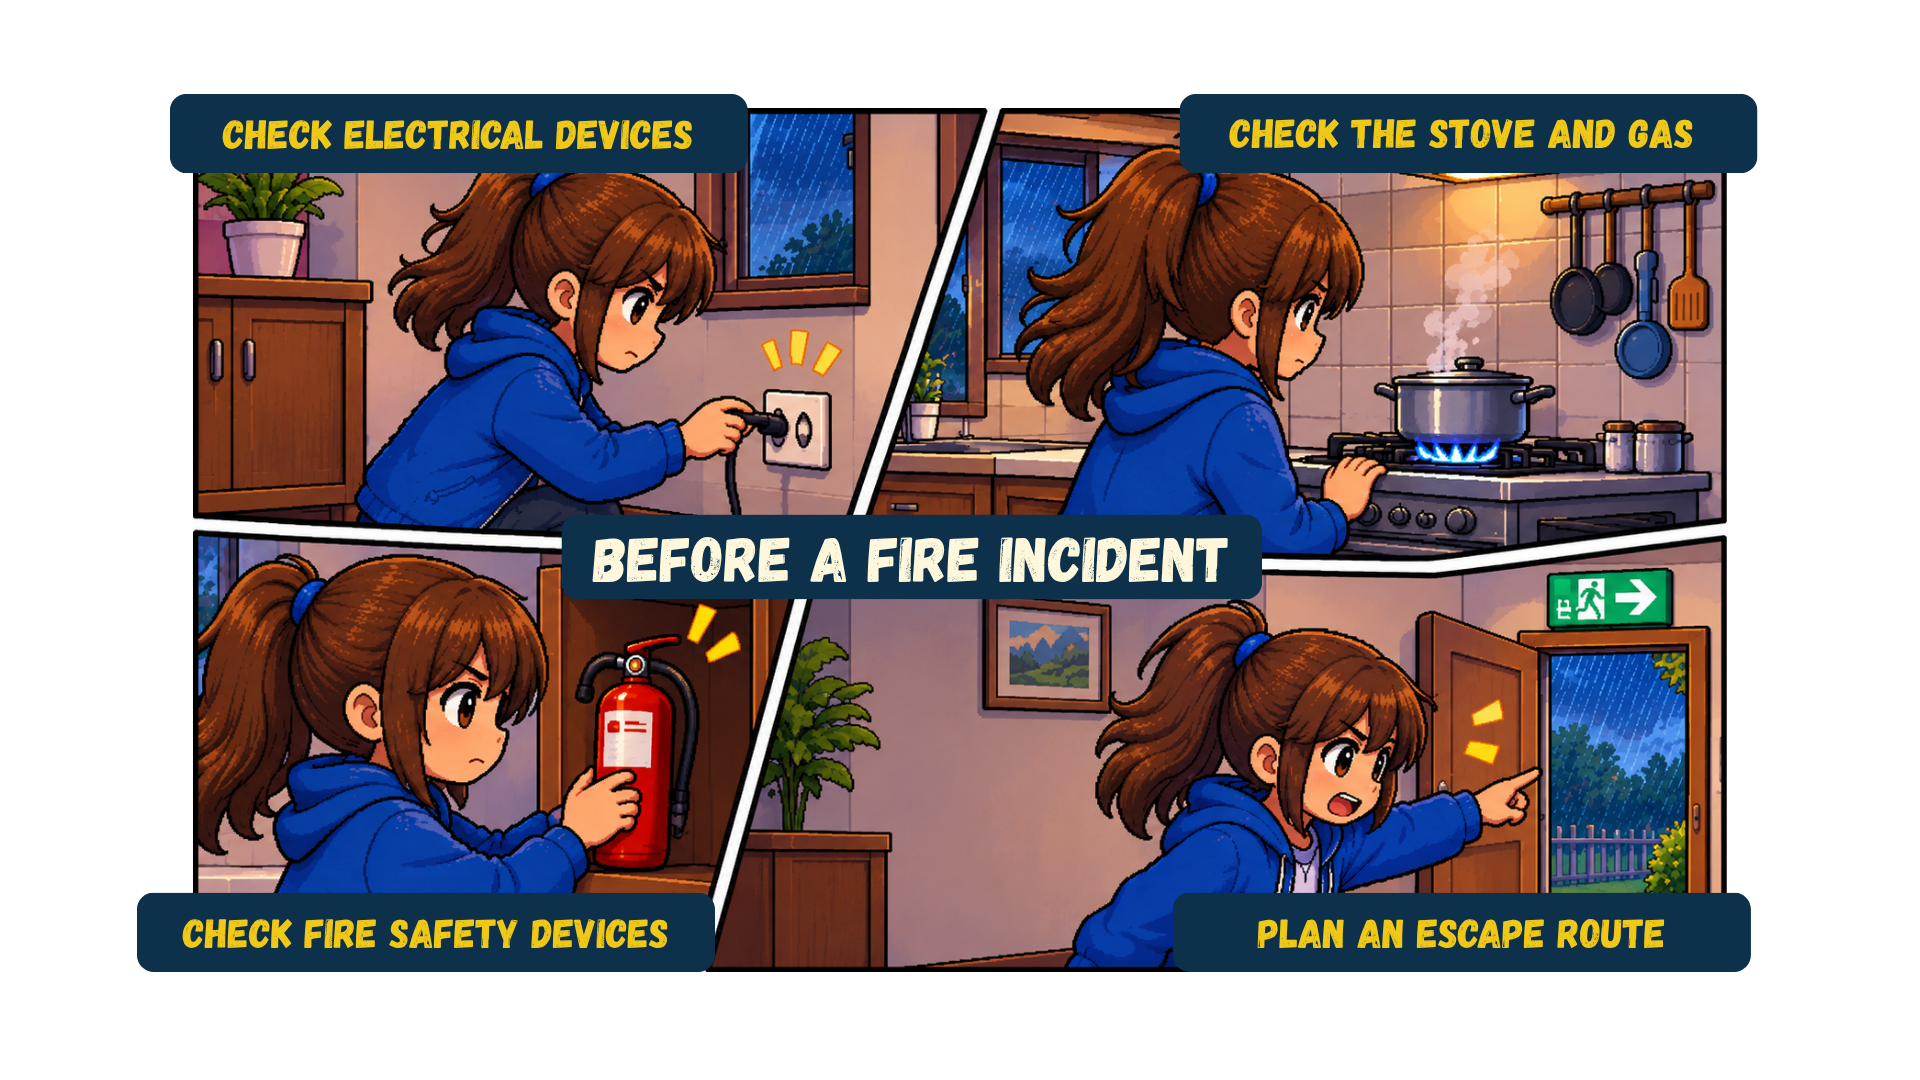 CHECK ELECTRICAL DEVICES
CHECK THE STOVE AND GAS
BEFORE A FIRE INCIDENT
CHECK FIRE SAFETY DEVICES
PLAN AN ESCAPE ROUTE